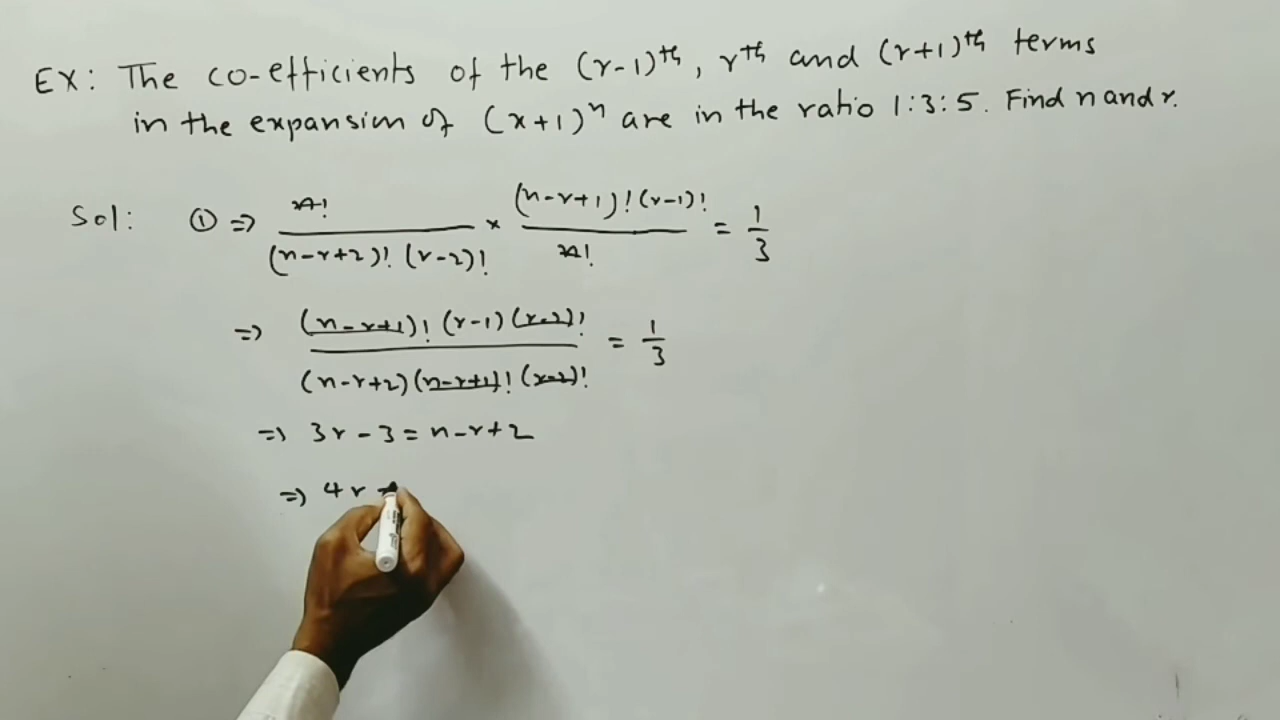 EX: The co-efficients of the (r-1)ᵗʰ, rᵗʰ and (r+1)ᵗʰ terms
in the expansion of (x+1)ⁿ are in the ratio 1:3:5. Find n and r.
Sol: ① => n!/((n-r+2)! (r-2)!) × ((n-r+1)! (r-1)!)/n! = 1/3
=> ((n-r+1)! (r-1) (r-2)!)/((n-r+2) (n-r+1)! (r-2)!) = 1/3
=> 3r - 3 = n-r+2
=> 4r